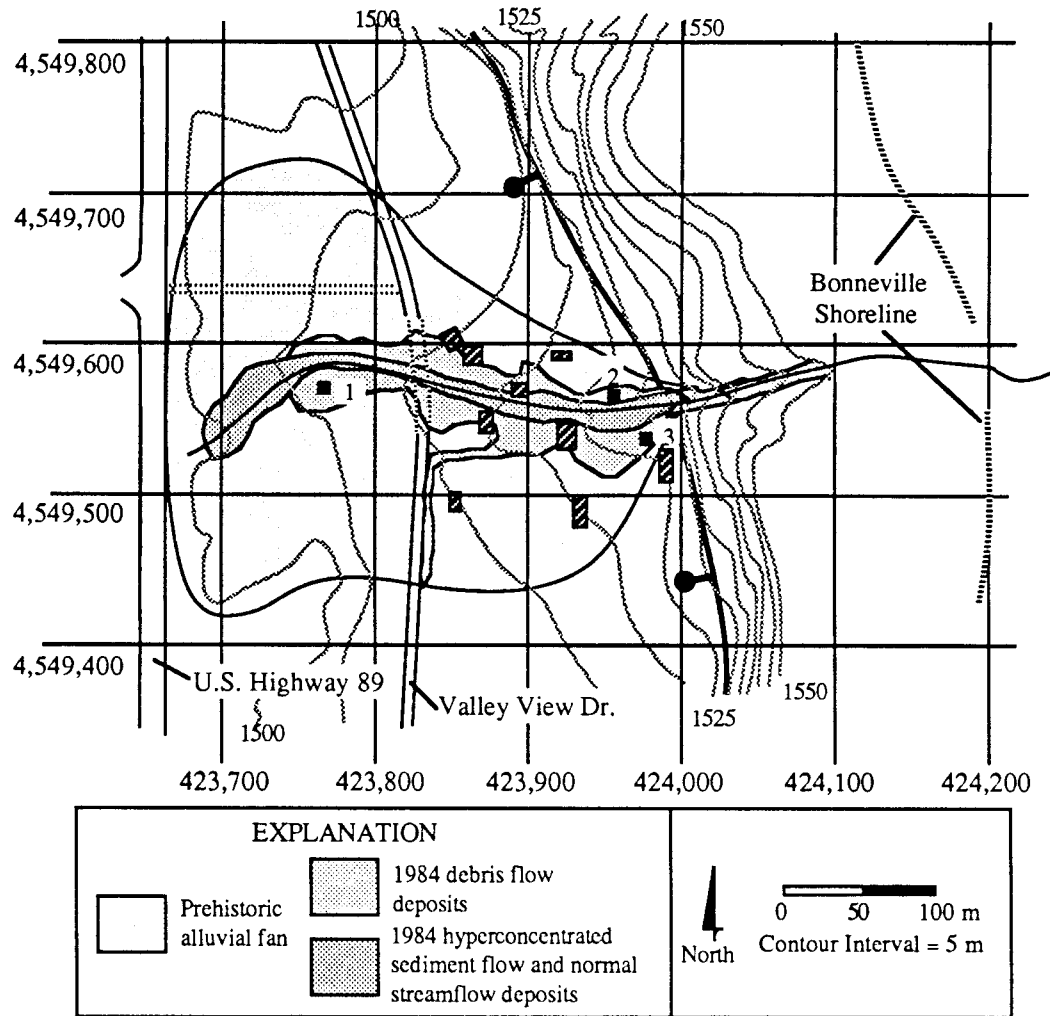 1500
1525
1550
4,549,800
4,549,700
Bonneville
Shoreline
4,549,600
2
1
3
4,549,500
4,549,400
U.S. Highway 89
Valley View Dr.
1550
1525
1500
423,700
423,800
423,900
424,000
424,100
424,200
EXPLANATION
Prehistoric
alluvial fan
1984 debris flow
deposits
1984 hyperconcentrated
sediment flow and normal
streamflow deposits
North
0
50
100 m
Contour Interval = 5 m